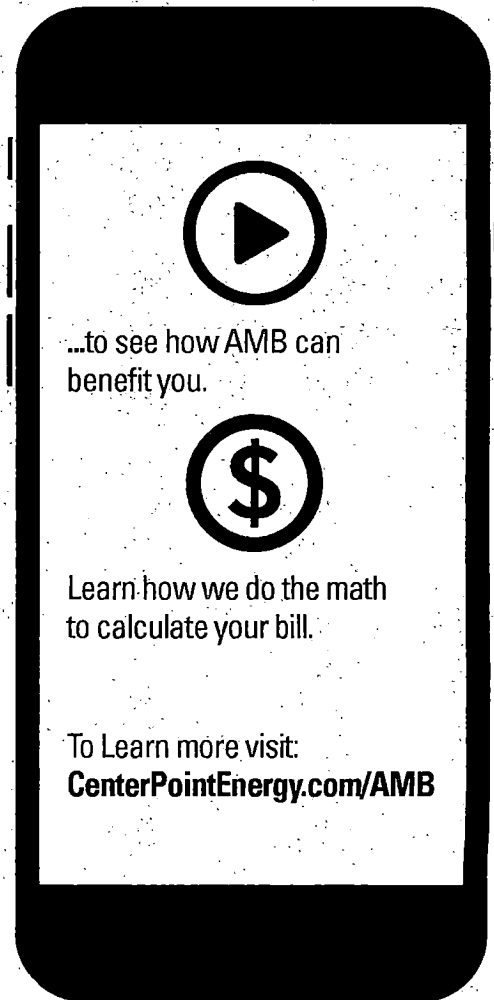 ...to see how AMB can
benefit you.
$
Learn how we do the math
to calculate your bill.
To Learn more visit:
CenterPointEnergy.com/AMB